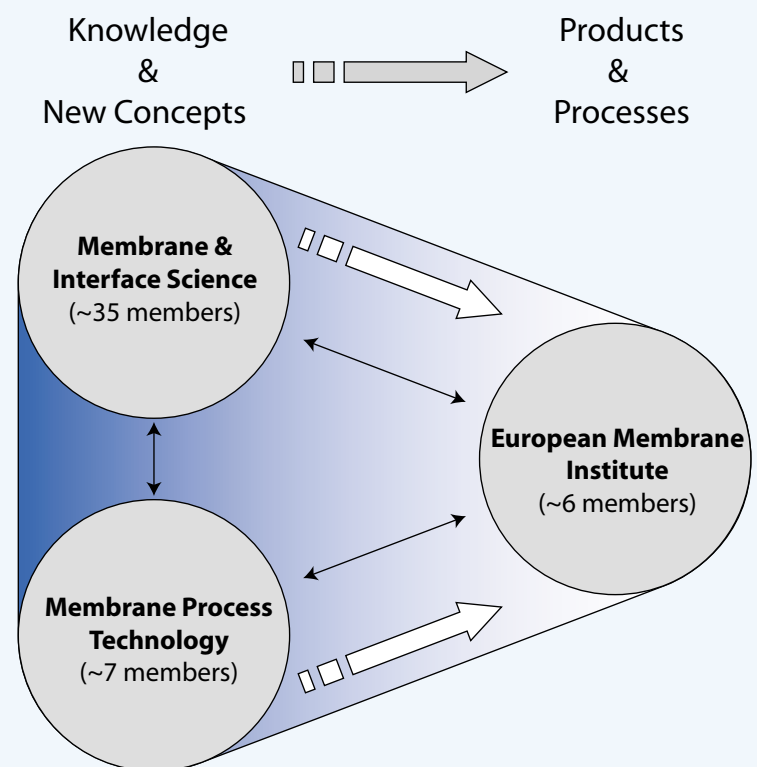 Knowledge
&
New Concepts
Products
&
Processes
Membrane &
Interface Science
(~35 members)
European Membrane
Institute
(~6 members)
Membrane Process
Technology
(~7 members)